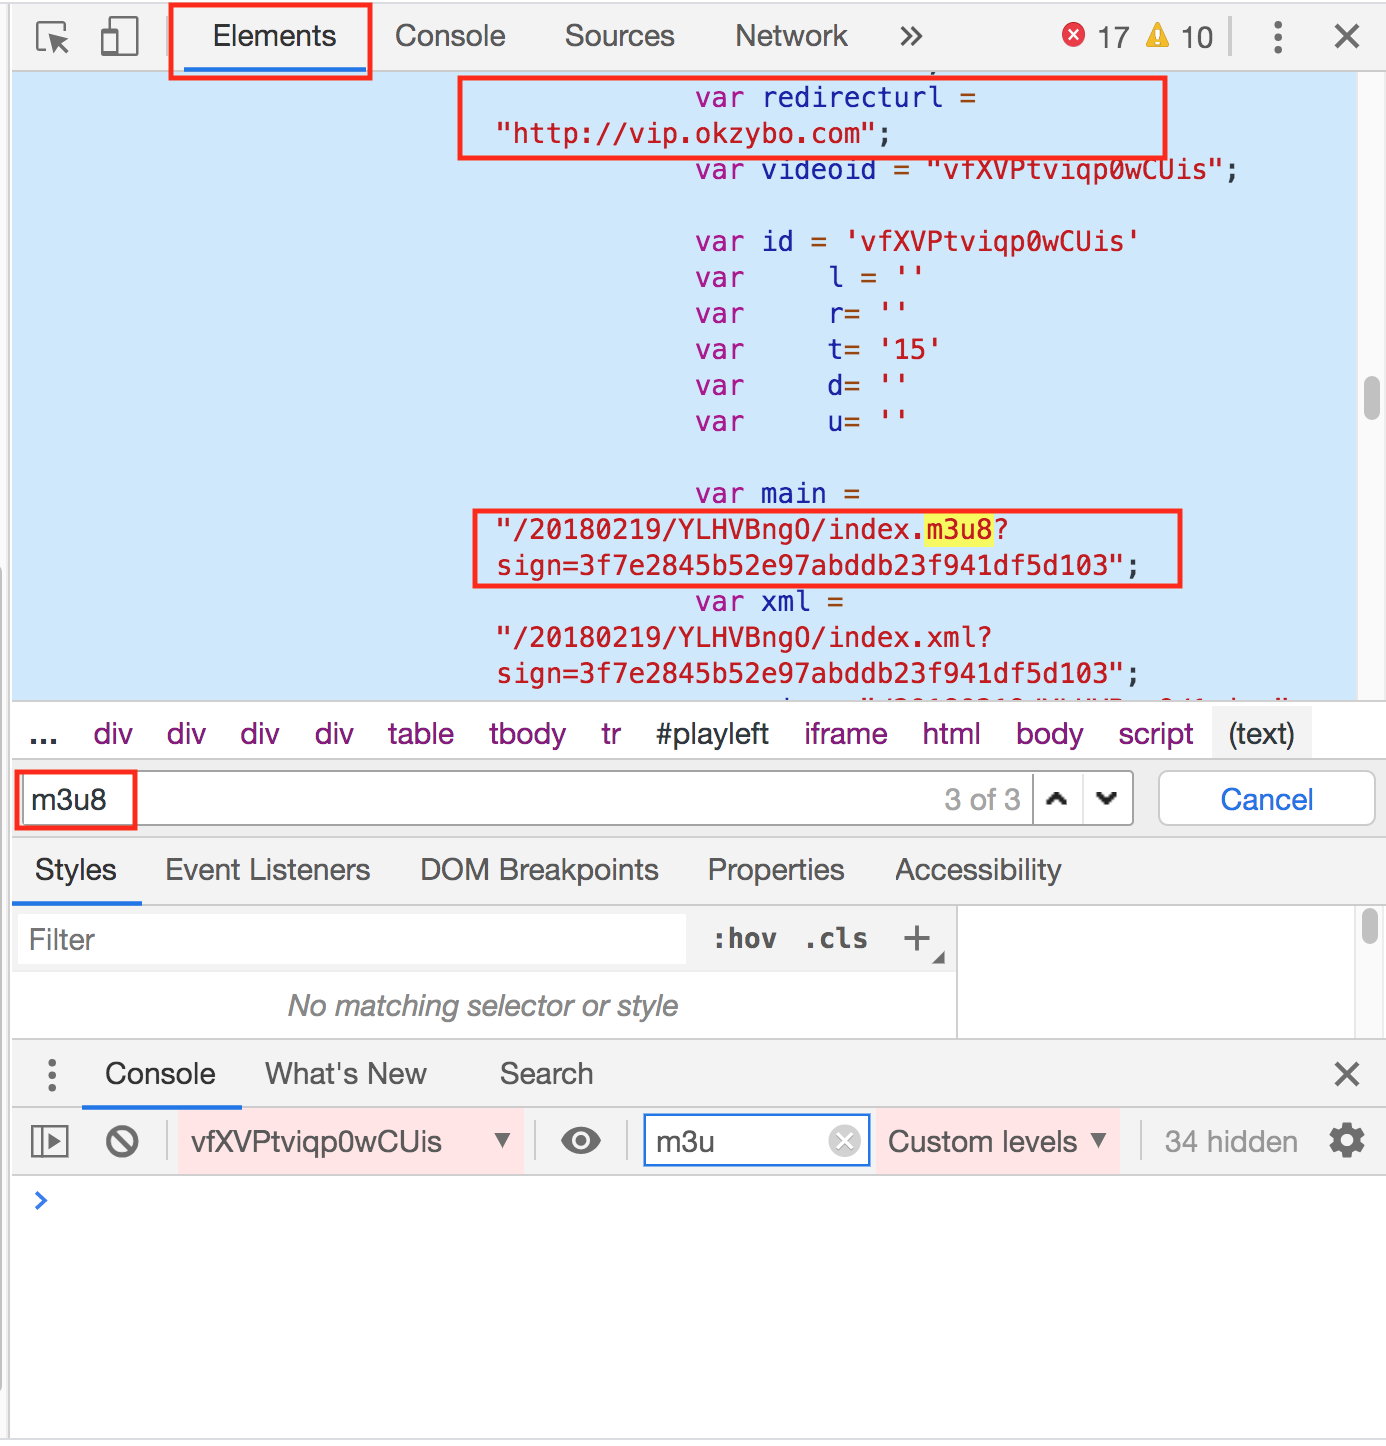 Elements Console Sources Network » 17 10
var redirecturl =
"http://vip.okzybo.com";
var videoid = "vfXVPtviqp0wCUis";
var id = 'vfXVPtviqp0wCUis'
var l = ''
var r= ''
var t= '15'
var d= ''
var u= ''
var main =
"/20180219/YLHVBngO/index.m3u8?
sign=3f7e2845b52e97abddb23f941df5d103";
var xml =
"/20180219/YLHVBngO/index.xml?
sign=3f7e2845b52e97abddb23f941df5d103";
... div div div div table tbody tr #playleft iframe html body script (text)
m3u8 3 of 3 Cancel
Styles Event Listeners DOM Breakpoints Properties Accessibility
Filter :hov .cls +
No matching selector or style
Console What's New Search
vfXVPtviqp0wCUis ▼ m3u Custom levels ▼ 34 hidden
>